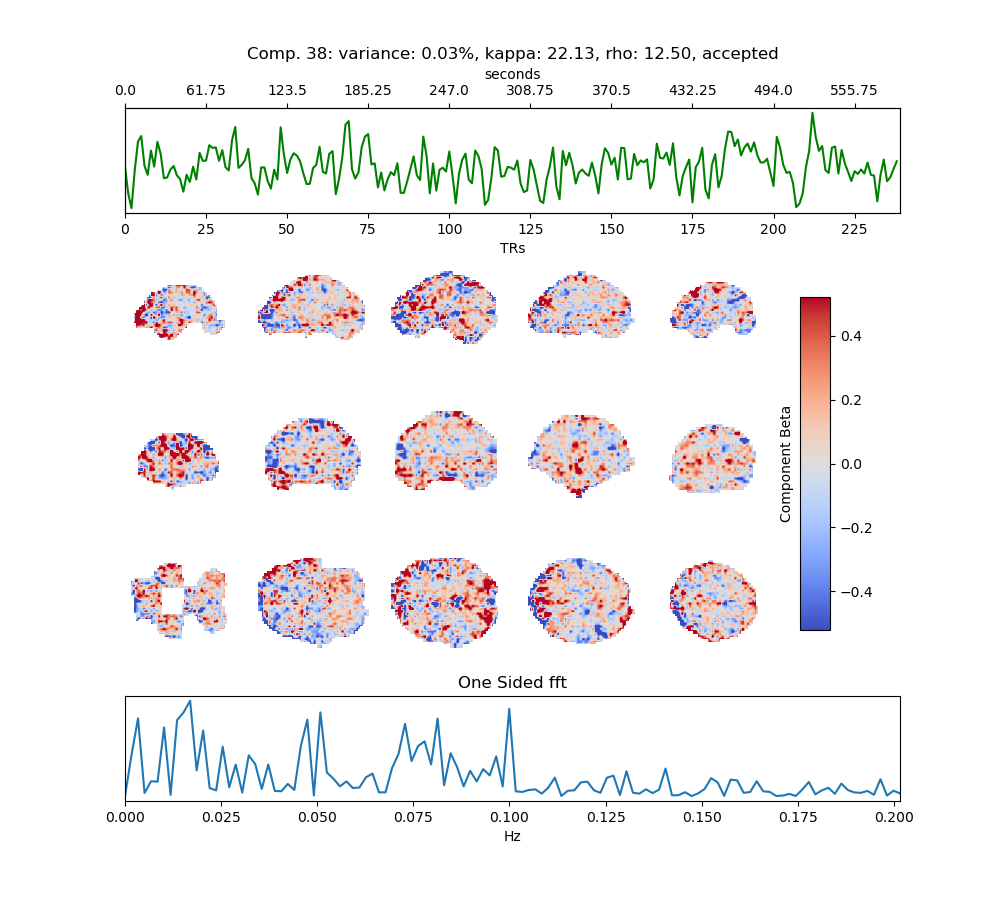 Comp. 38: variance: 0.03%, kappa: 22.13, rho: 12.50, accepted
seconds
0.0 61.75 123.5 185.25 247.0 308.75 370.5 432.25 494.0 555.75
0 25 50 75 100 125 150 175 200 225
TRs
0.4
0.2
0.0
−0.2
−0.4
Component Beta
One Sided fft
0.000 0.025 0.050 0.075 0.100 0.125 0.150 0.175 0.200
Hz